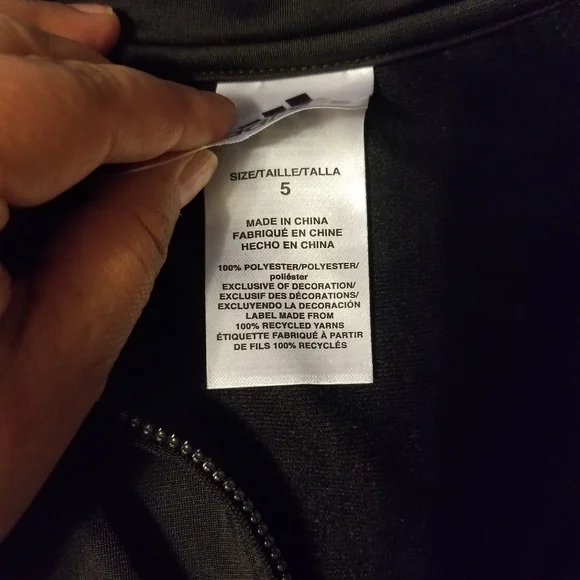 SIZE/TAILLE/TALLA
5
MADE IN CHINA
FABRIQUÉ EN CHINE
HECHO EN CHINA
100% POLYESTER/POLYESTER/
poliéster
EXCLUSIVE OF DECORATION/
EXCLUSIF DES DÉCORATIONS/
EXCLUYENDO LA DECORACIÓN
LABEL MADE FROM
100% RECYCLED YARNS
ÉTIQUETTE FABRIQUÉ À PARTIR
DE FILS 100% RECYCLÉS